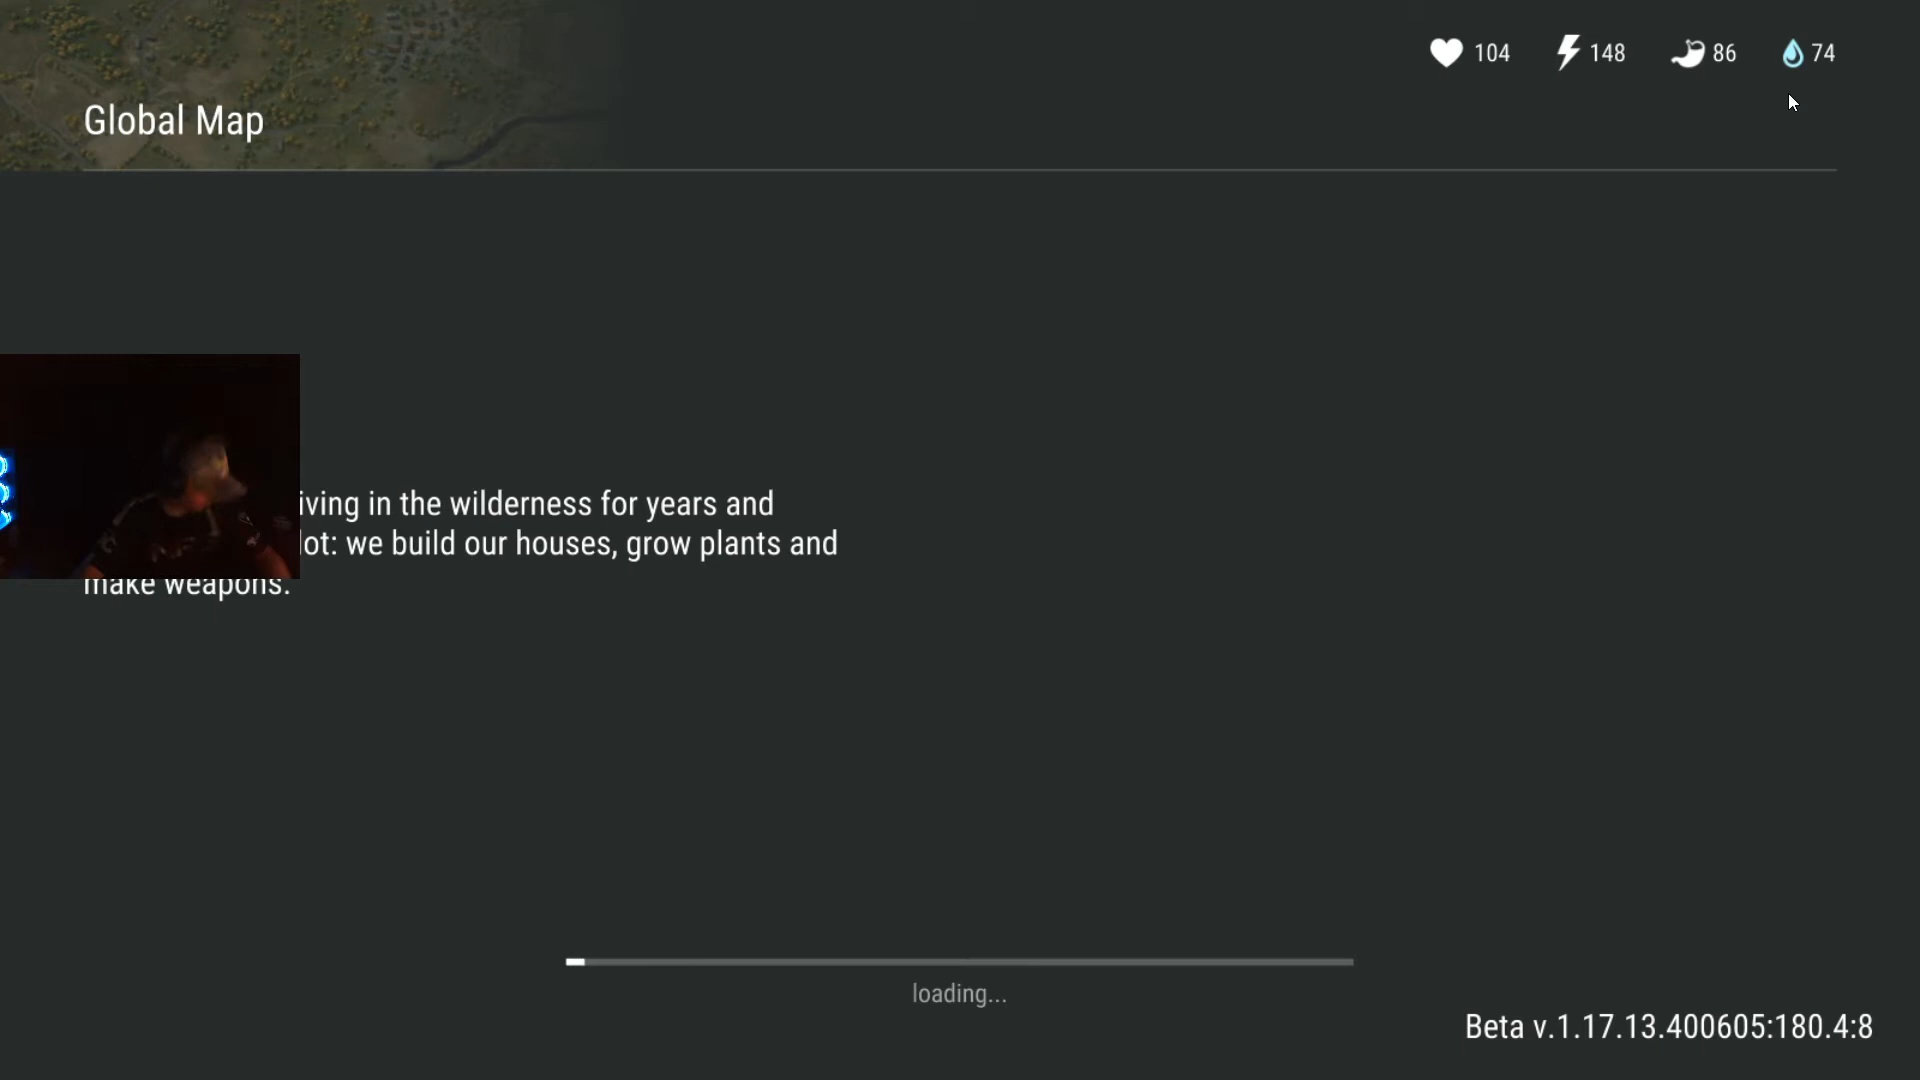 104 148 86 74
Global Map
iving in the wilderness for years and
lot: we build our houses, grow plants and
make weapons.
loading...
Beta v.1.17.13.400605:180.4:8